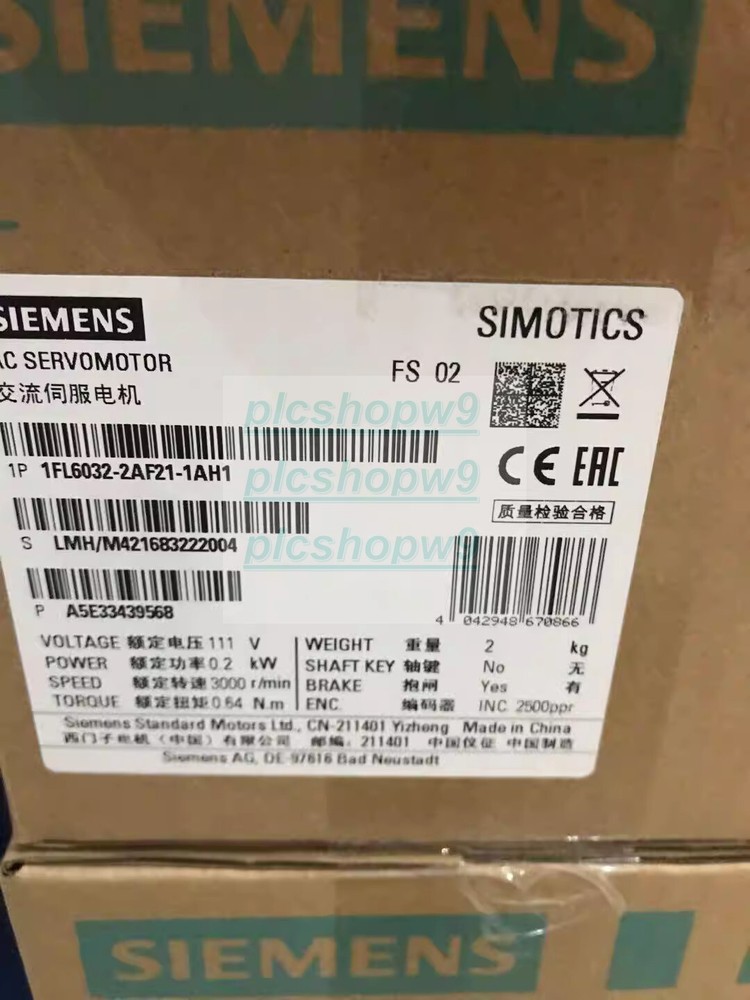 SIEMENS
SIEMENS
SIMOTICS
AC SERVOMOTOR
FS 02
交流伺服电机
plcshopw9
1P 1FL6032-2AF21-1AH1
plcshopw9
质量检验合格
CE EAC
S LMH/M421683222004
plcshopw9
P A5E33439568
4 042948 670866
VOLTAGE 额定电压 111 V WEIGHT 重量 2 kg
POWER 额定功率 0.2 kW SHAFT KEY 轴键 No 无
SPEED 额定转速 3000 r/min BRAKE 抱闸 Yes 有
TORQUE 额定扭矩 0.64 N.m ENC. 编码器 INC 2500ppr
Siemens Standard Motors Ltd., CN-211401 Yizheng Made in China
西门子电机（中国）有限公司 邮编：211401 中国仪征 中国制造
Siemens AG, DE-97616 Bad Neustadt
SIEMENS